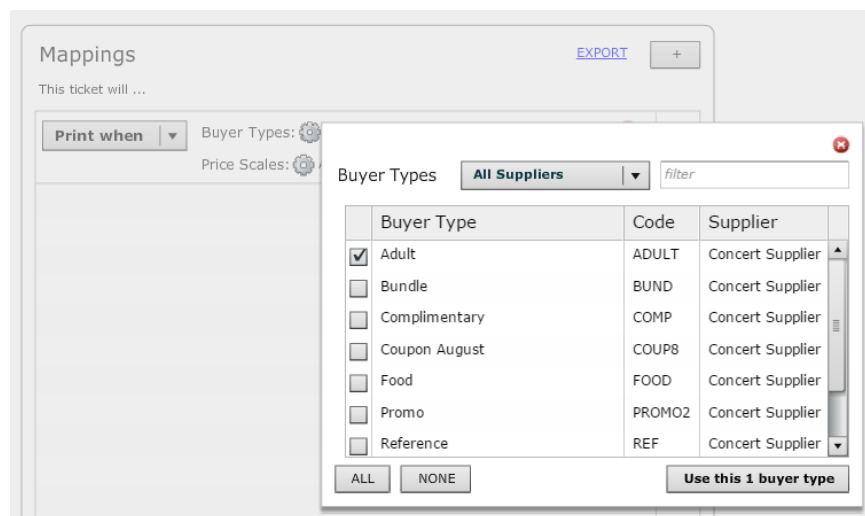 Mappings
EXPORT
+
This ticket will ...
Print when
Buyer Types:
Price Scales:
Buyer Types
All Suppliers
filter
Buyer Type Code Supplier
Adult ADULT Concert Supplier
Bundle BUND Concert Supplier
Complimentary COMP Concert Supplier
Coupon August COUP8 Concert Supplier
Food FOOD Concert Supplier
Promo PROMO2 Concert Supplier
Reference REF Concert Supplier
ALL NONE Use this 1 buyer type